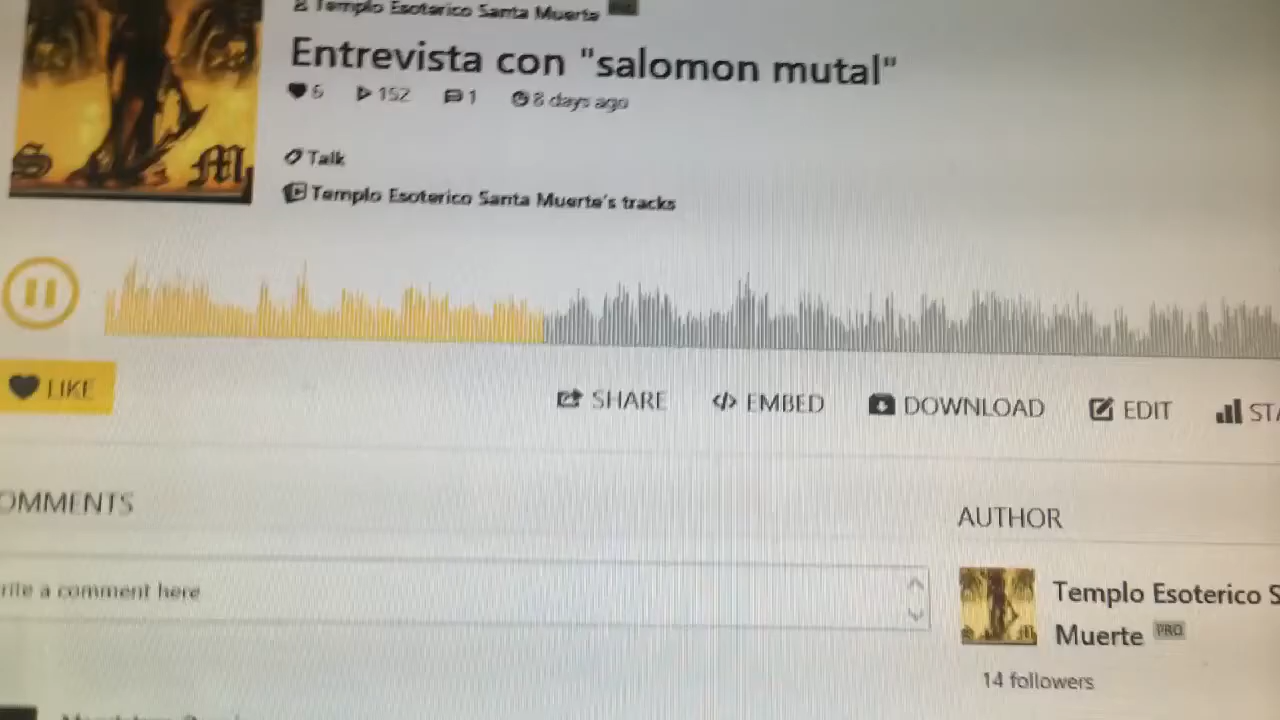 Templo Esoterico Santa Muerte
Entrevista con "salomon mutal"
6 152 1 8 days ago
Talk
Templo Esoterico Santa Muerte's tracks
S M
LIKE SHARE </> EMBED DOWNLOAD EDIT STA
OMMENTS
AUTHOR
rite a comment here
Templo Esoterico S
Muerte PRO
14 followers